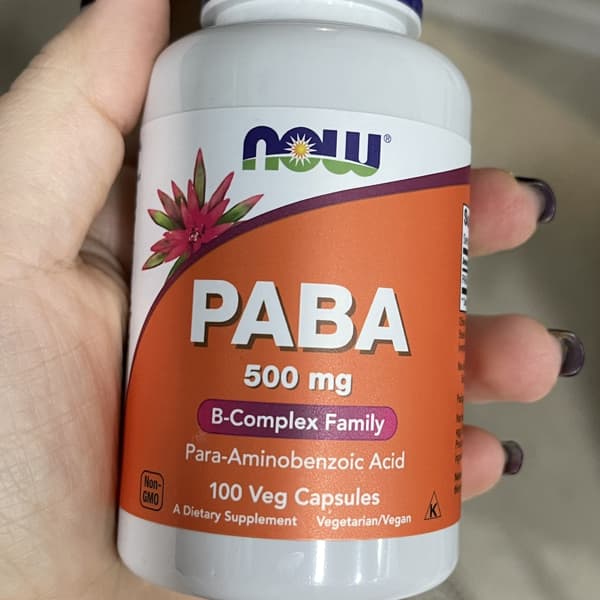 NOW®
PABA
500 mg
B-Complex Family
Para-Aminobenzoic Acid
100 Veg Capsules
Non-
GMO
A Dietary Supplement Vegetarian/Vegan
K